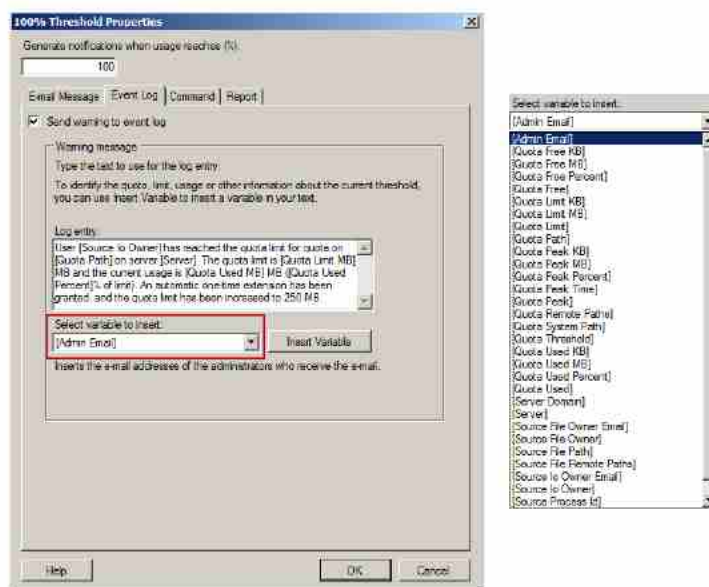 100% Threshold Properties
Generate notifications when usage reaches (%):
100
E-mail Message
Event Log
Command
Report
Send warning to event log
Warning message
Type the text to use for the log entry.
To identify the quota, limit, usage or other information about the current threshold,
you can use Insert Variable to insert a variable in your text.
Log entry:
User [Source Io Owner] has reached the quota limit for quota on
[Quota Path] on server [Server]. The quota limit is [Quota Limit MB]
MB and the current usage is [Quota Used MB] MB ([Quota Used
Percent]% of limit). An automatic one-time extension has been
granted, and the quota limit has been increased to 250 MB.
Select variable to insert:
[Admin Email]
Insert Variable
Inserts the e-mail addresses of the administrators who receive the e-mail.
Help
OK
Cancel
Select variable to insert:
[Admin Email]
[Admin Email]
[Quota Free KB]
[Quota Free MB]
[Quota Free Percent]
[Quota Free]
[Quota Limit KB]
[Quota Limit MB]
[Quota Limit]
[Quota Path]
[Quota Peak KB]
[Quota Peak MB]
[Quota Peak Percent]
[Quota Peak Time]
[Quota Peak]
[Quota Remote Paths]
[Quota System Path]
[Quota Threshold]
[Quota Used KB]
[Quota Used MB]
[Quota Used Percent]
[Quota Used]
[Server Domain]
[Server]
[Source File Owner Email]
[Source File Owner]
[Source File Path]
[Source File Remote Paths]
[Source Io Owner Email]
[Source Io Owner]
[Source Process Id]